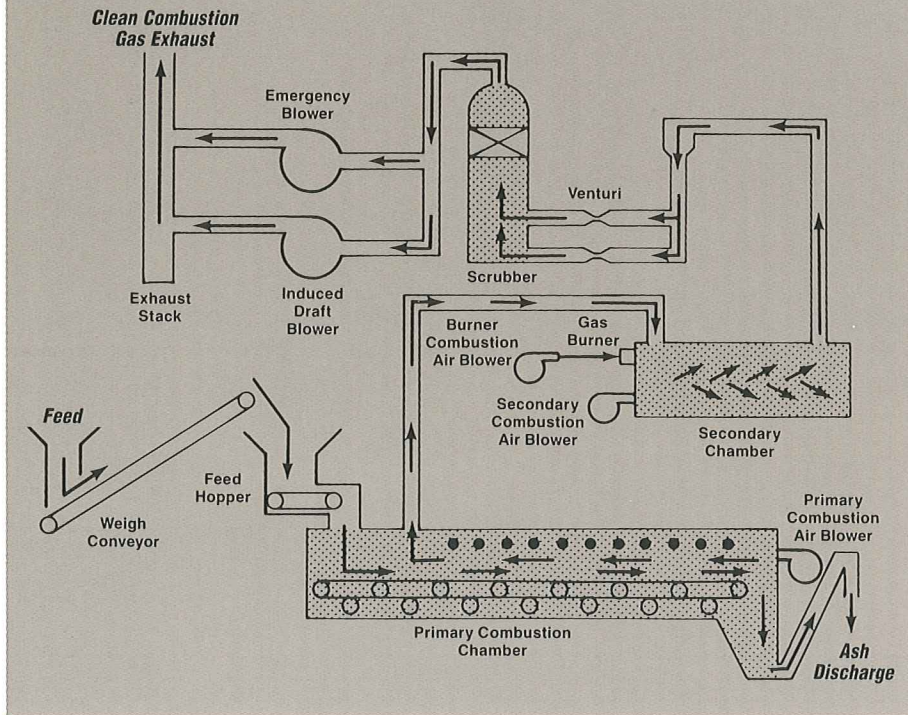 Clean Combustion
Gas Exhaust
Emergency
Blower
Venturi
Scrubber
Exhaust
Stack
Induced
Draft
Blower
Burner
Combustion
Air Blower
Gas
Burner
Secondary
Combustion
Air Blower
Secondary
Chamber
Feed
Weigh
Conveyor
Feed
Hopper
Primary
Combustion
Air Blower
Primary Combustion
Chamber
Ash
Discharge